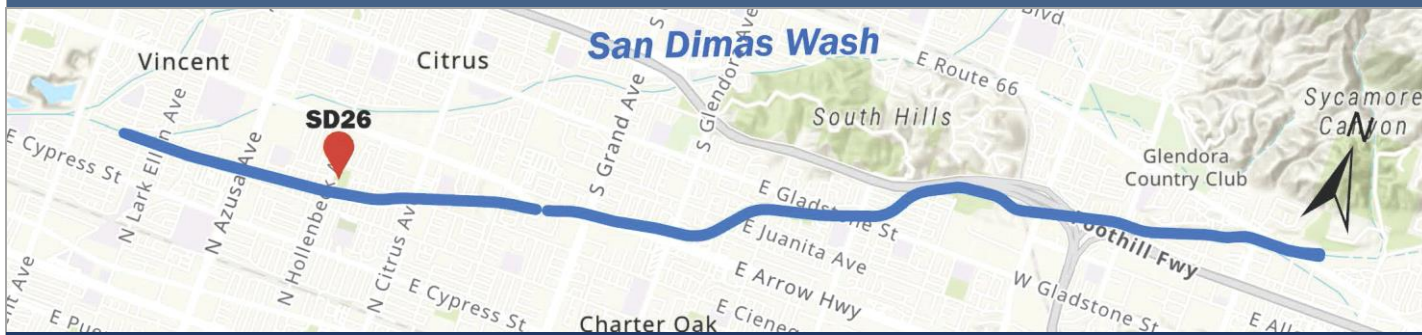 San Dimas Wash
Blvd
Vincent
Citrus
E Route 66
Sycamore
Canyon
N
SD26
South Hills
S Grand Ave
S Glendora Ave
E Cypress St
N Lark Ellen Ave
N Azusa Ave
N Hollenbeck
N Citrus Av
Glendora
Country Club
E Gladstone St
E Juanita Ave
Foothill Fwy
E Arrow Hwy
W Gladstone St
E Cypress St
Charter Oak